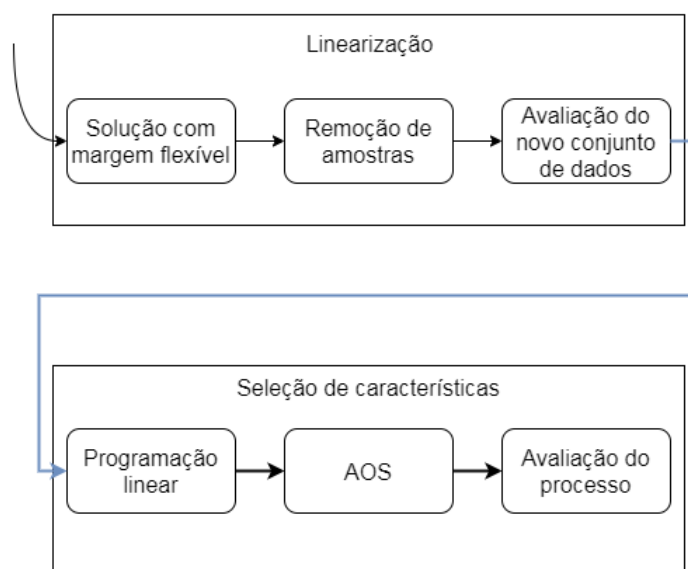 Linearização
Solução com
margem flexível
Remoção de
amostras
Avaliação do
novo conjunto
de dados
Seleção de características
Programação
linear
AOS
Avaliação do
processo